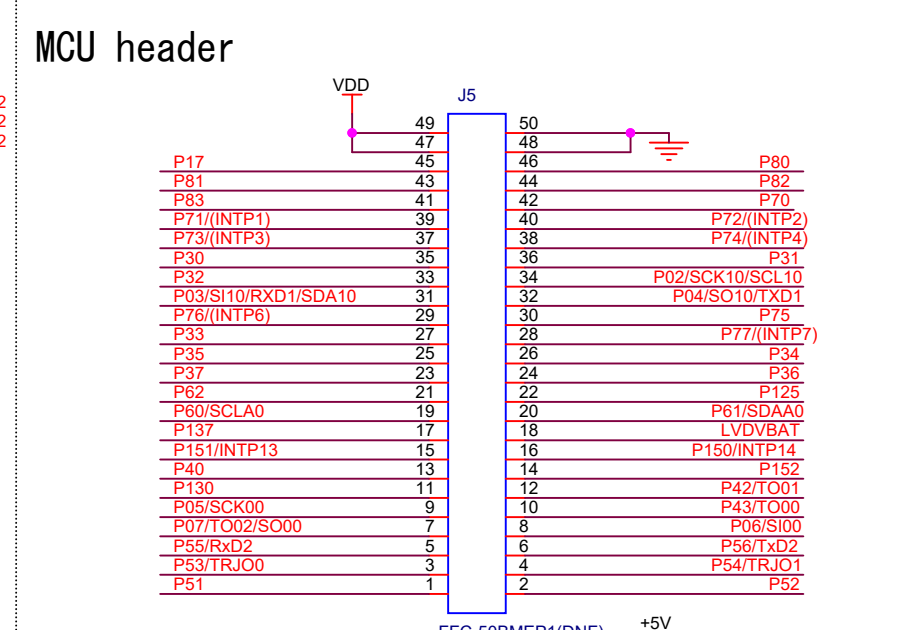 MCU header
VDD
J5
2
2
2
49 50
47 48
P17 45 46 P80
P81 43 44 P82
P83 41 42 P70
P71/(INTP1) 39 40 P72/(INTP2)
P73/(INTP3) 37 38 P74/(INTP4)
P30 35 36 P31
P32 33 34 P02/SCK10/SCL10
P03/SI10/RXD1/SDA10 31 32 P04/SO10/TXD1
P76/(INTP6) 29 30 P75
P33 27 28 P77/(INTP7)
P35 25 26 P34
P37 23 24 P36
P62 21 22 P125
P60/SCLA0 19 20 P61/SDAA0
P137 17 18 LVDVBAT
P151/INTP13 15 16 P150/INTP14
P40 13 14 P152
P130 11 12 P42/TO01
P05/SCK00 9 10 P43/TO00
P07/TO02/SO00 7 8 P06/SI00
P55/RxD2 5 6 P56/TxD2
P53/TRJO0 3 4 P54/TRJO1
P51 1 2 P52
+5V